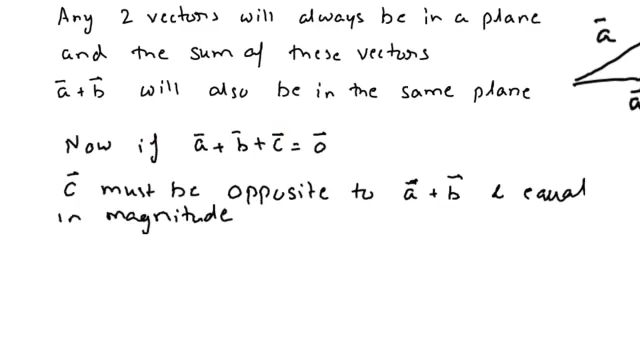 Any 2 vectors will always be in a plane
and the sum of these vectors
a̅ + b⃗ will also be in the same plane
a̅
a̅
Now if a̅ + b̅ + c̅ = 0⃗
c⃗ must be opposite to a⃗ + b⃗ & equal
in magnitude